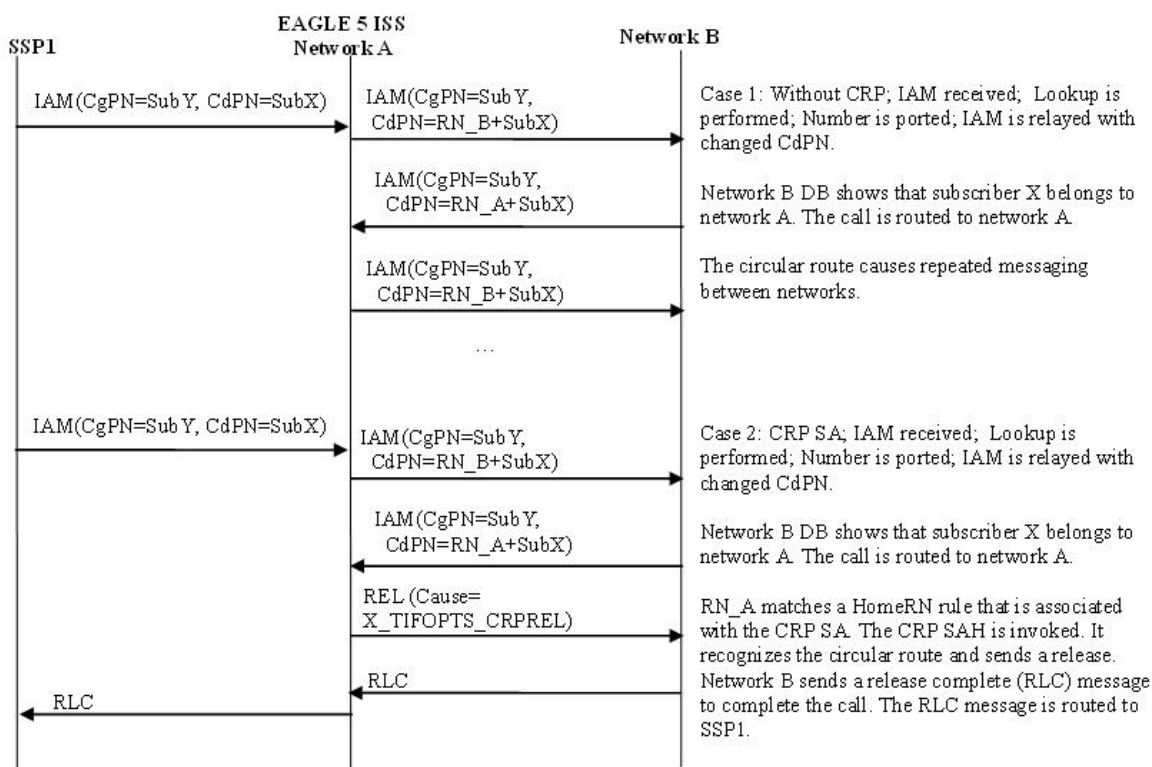 EAGLE 5 ISS
SSP1
Network A
Network B
IAM(CgPN=SubY, CdPN=SubX)
IAM(CgPN=SubY,
CdPN=RN_B+SubX)
Case 1: Without CRP; IAM received; Lookup is
performed; Number is ported; IAM is relayed with
changed CdPN.
IAM(CgPN=SubY,
CdPN=RN_A+SubX)
Network B DB shows that subscriber X belongs to
network A. The call is routed to network A.
IAM(CgPN=SubY,
CdPN=RN_B+SubX)
The circular route causes repeated messaging
between networks.
...
IAM(CgPN=SubY, CdPN=SubX)
IAM(CgPN=SubY,
CdPN=RN_B+SubX)
Case 2: CRP SA; IAM received; Lookup is
performed; Number is ported; IAM is relayed with
changed CdPN.
IAM(CgPN=SubY,
CdPN=RN_A+SubX)
Network B DB shows that subscriber X belongs to
network A. The call is routed to network A.
REL (Cause=
X_TIFOPTS_CRPREL)
RN_A matches a HomeRN rule that is associated
with the CRP SA. The CRP SAH is invoked. It
recognizes the circular route and sends a release.
RLC
RLC
Network B sends a release complete (RLC) message
to complete the call. The RLC message is routed to
SSP1.